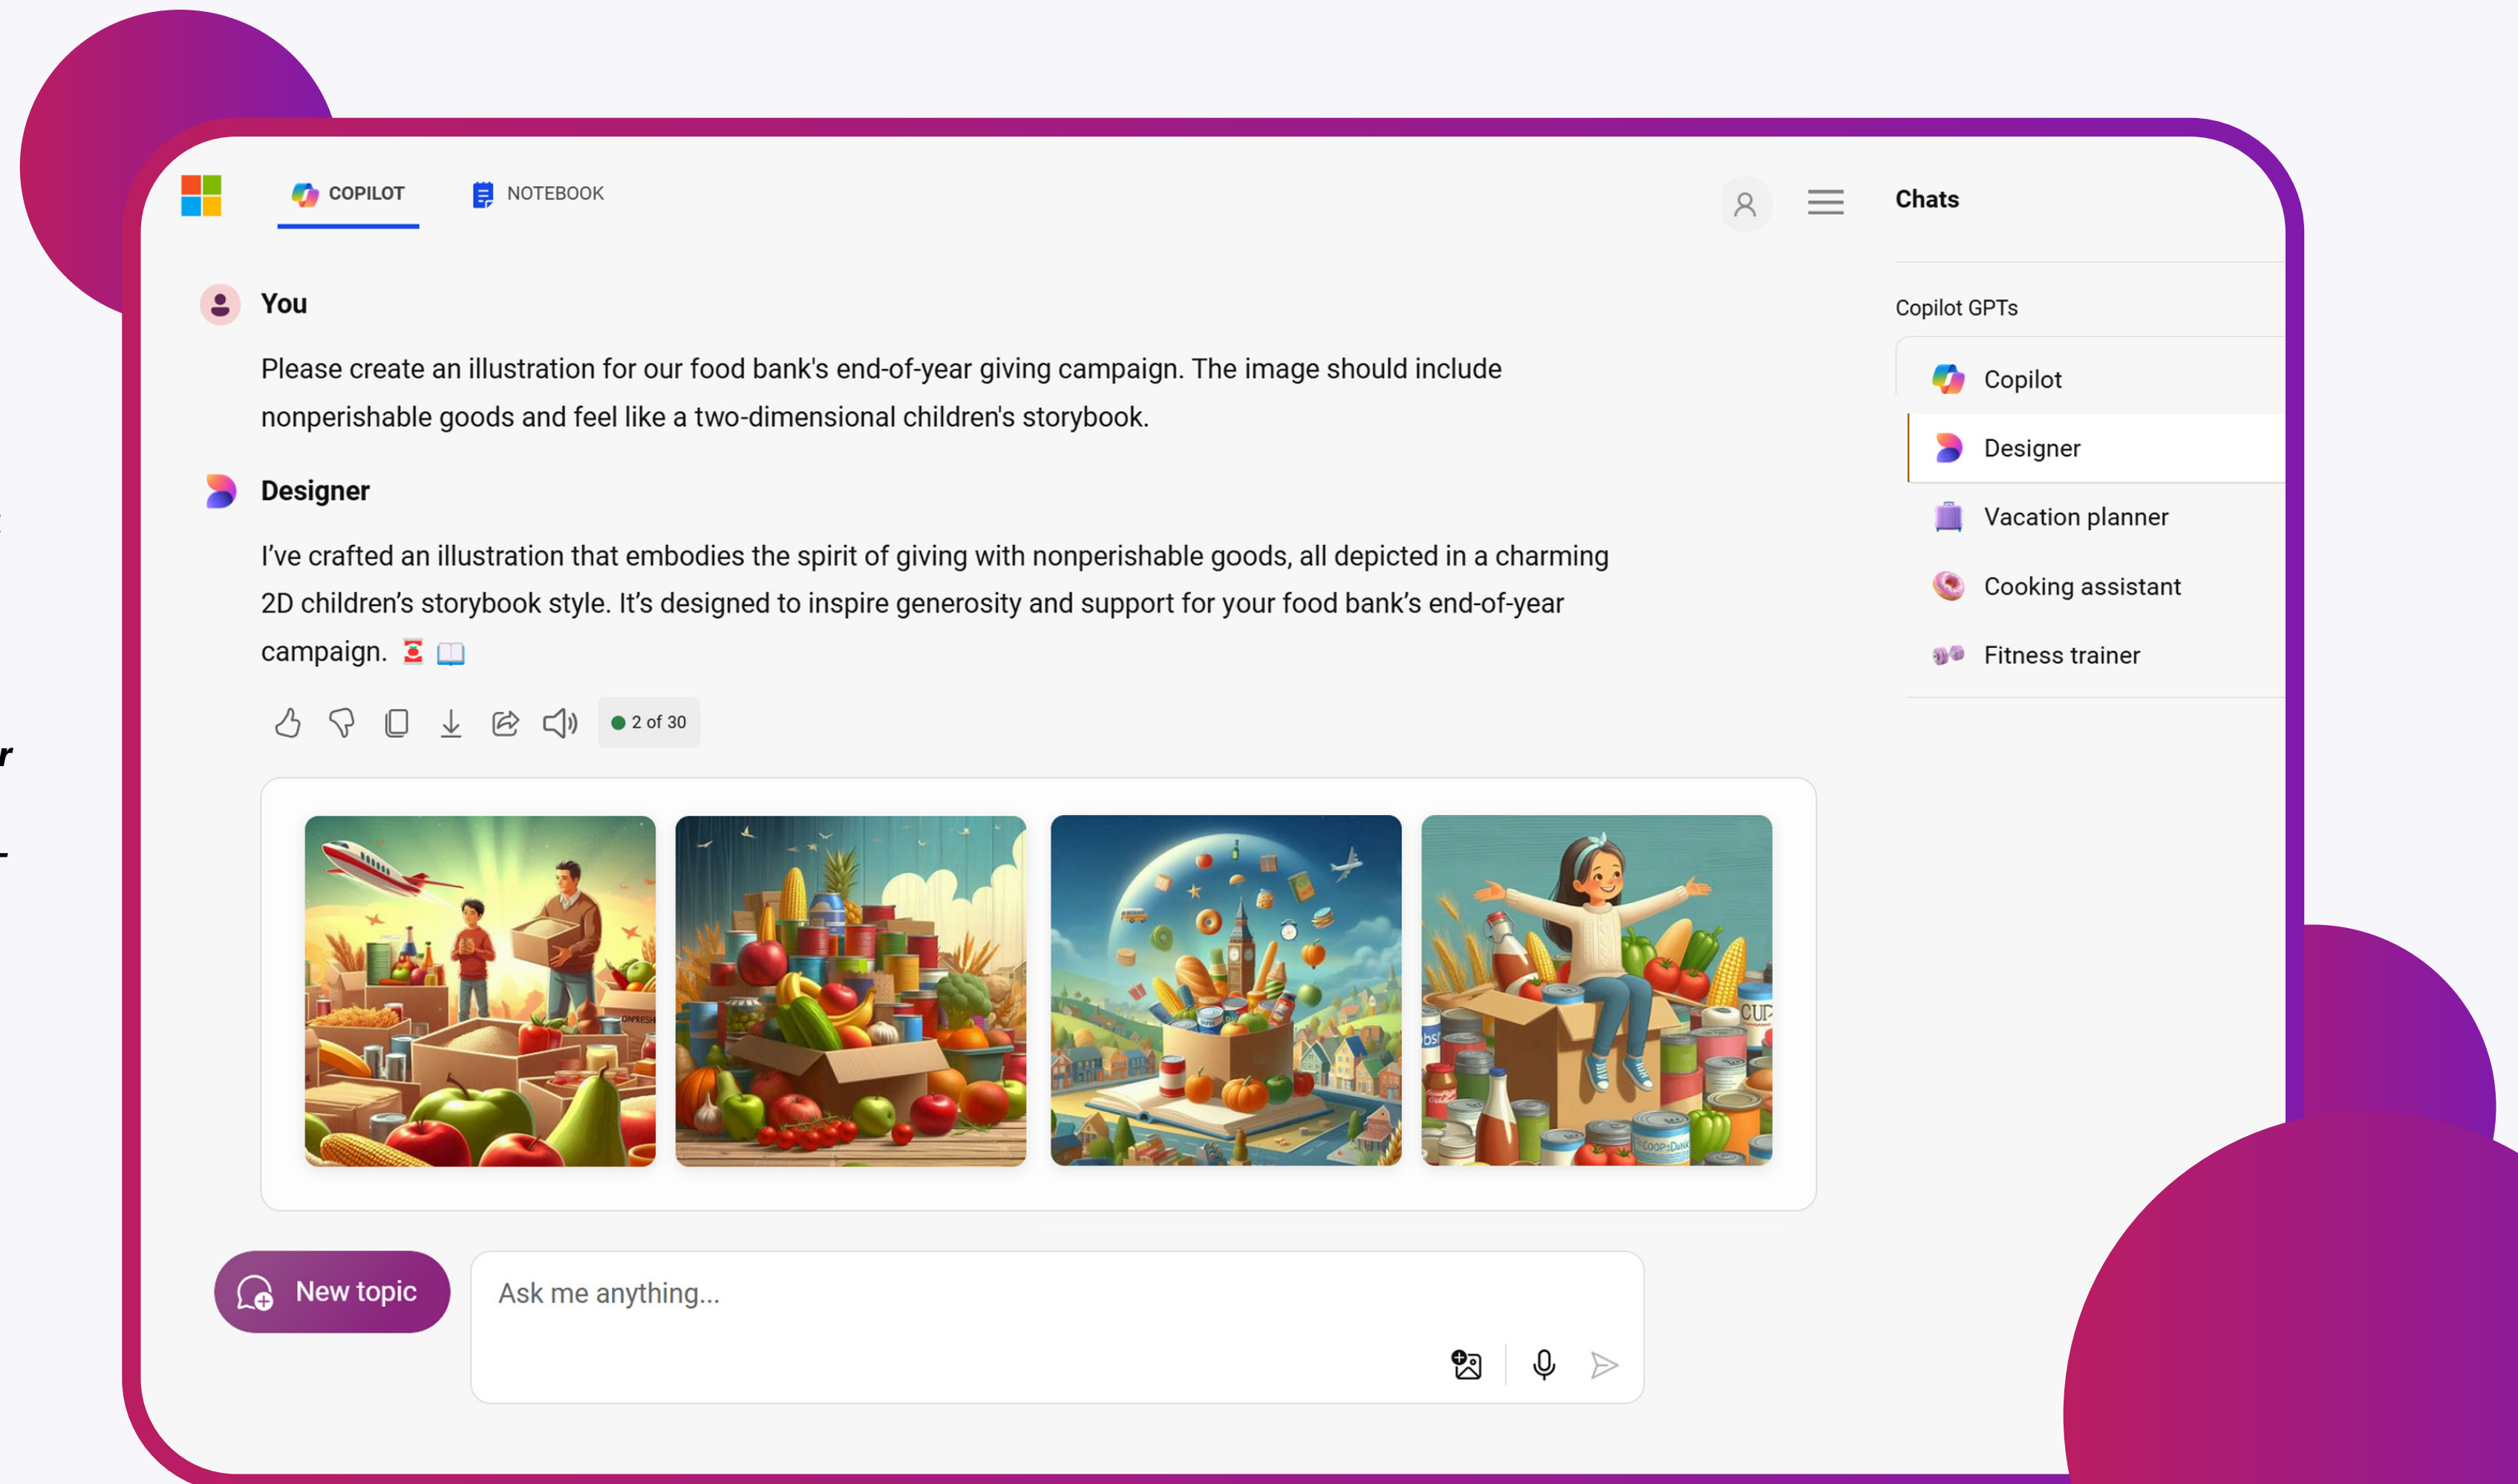 COPILOT
NOTEBOOK
Chats
You
Please create an illustration for our food bank's end-of-year giving campaign. The image should include
nonperishable goods and feel like a two-dimensional children's storybook.
Designer
I've crafted an illustration that embodies the spirit of giving with nonperishable goods, all depicted in a charming
2D children's storybook style. It's designed to inspire generosity and support for your food bank's end-of-year
campaign.
2 of 30
Copilot GPTs
Copilot
Designer
Vacation planner
Cooking assistant
Fitness trainer
New topic
Ask me anything...